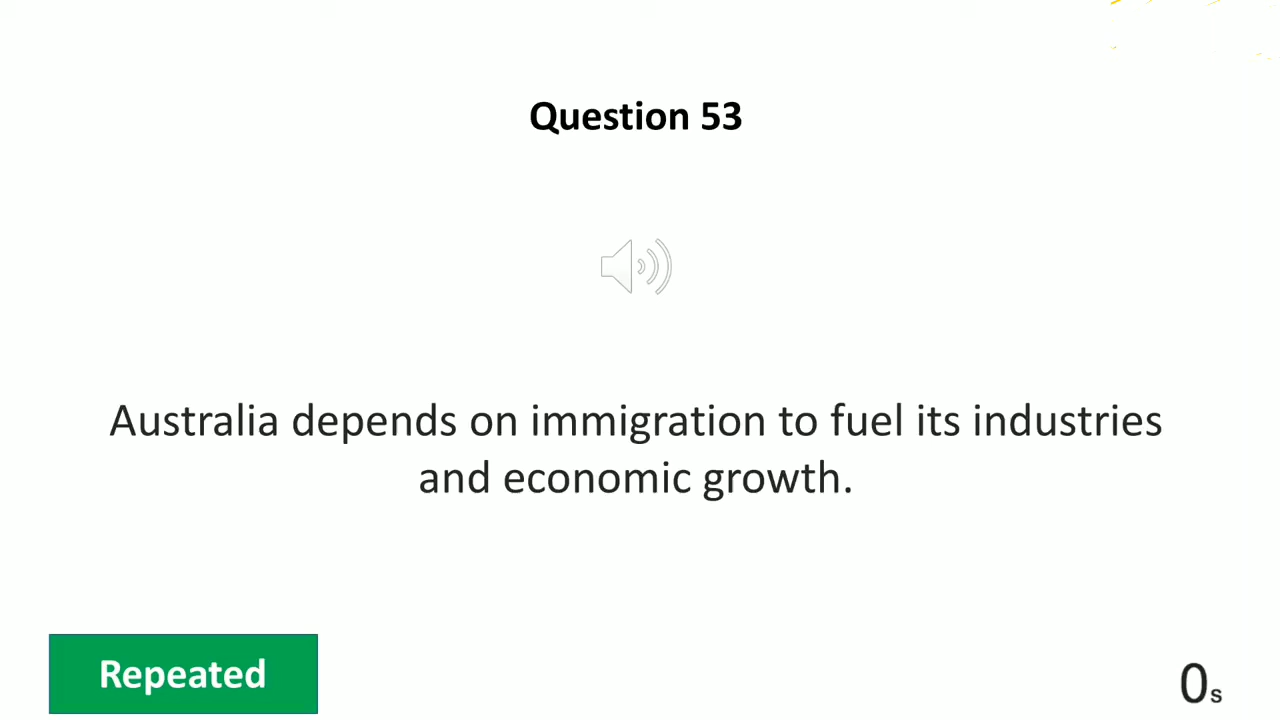 Question 53
Australia depends on immigration to fuel its industries
and economic growth.
Repeated
0s